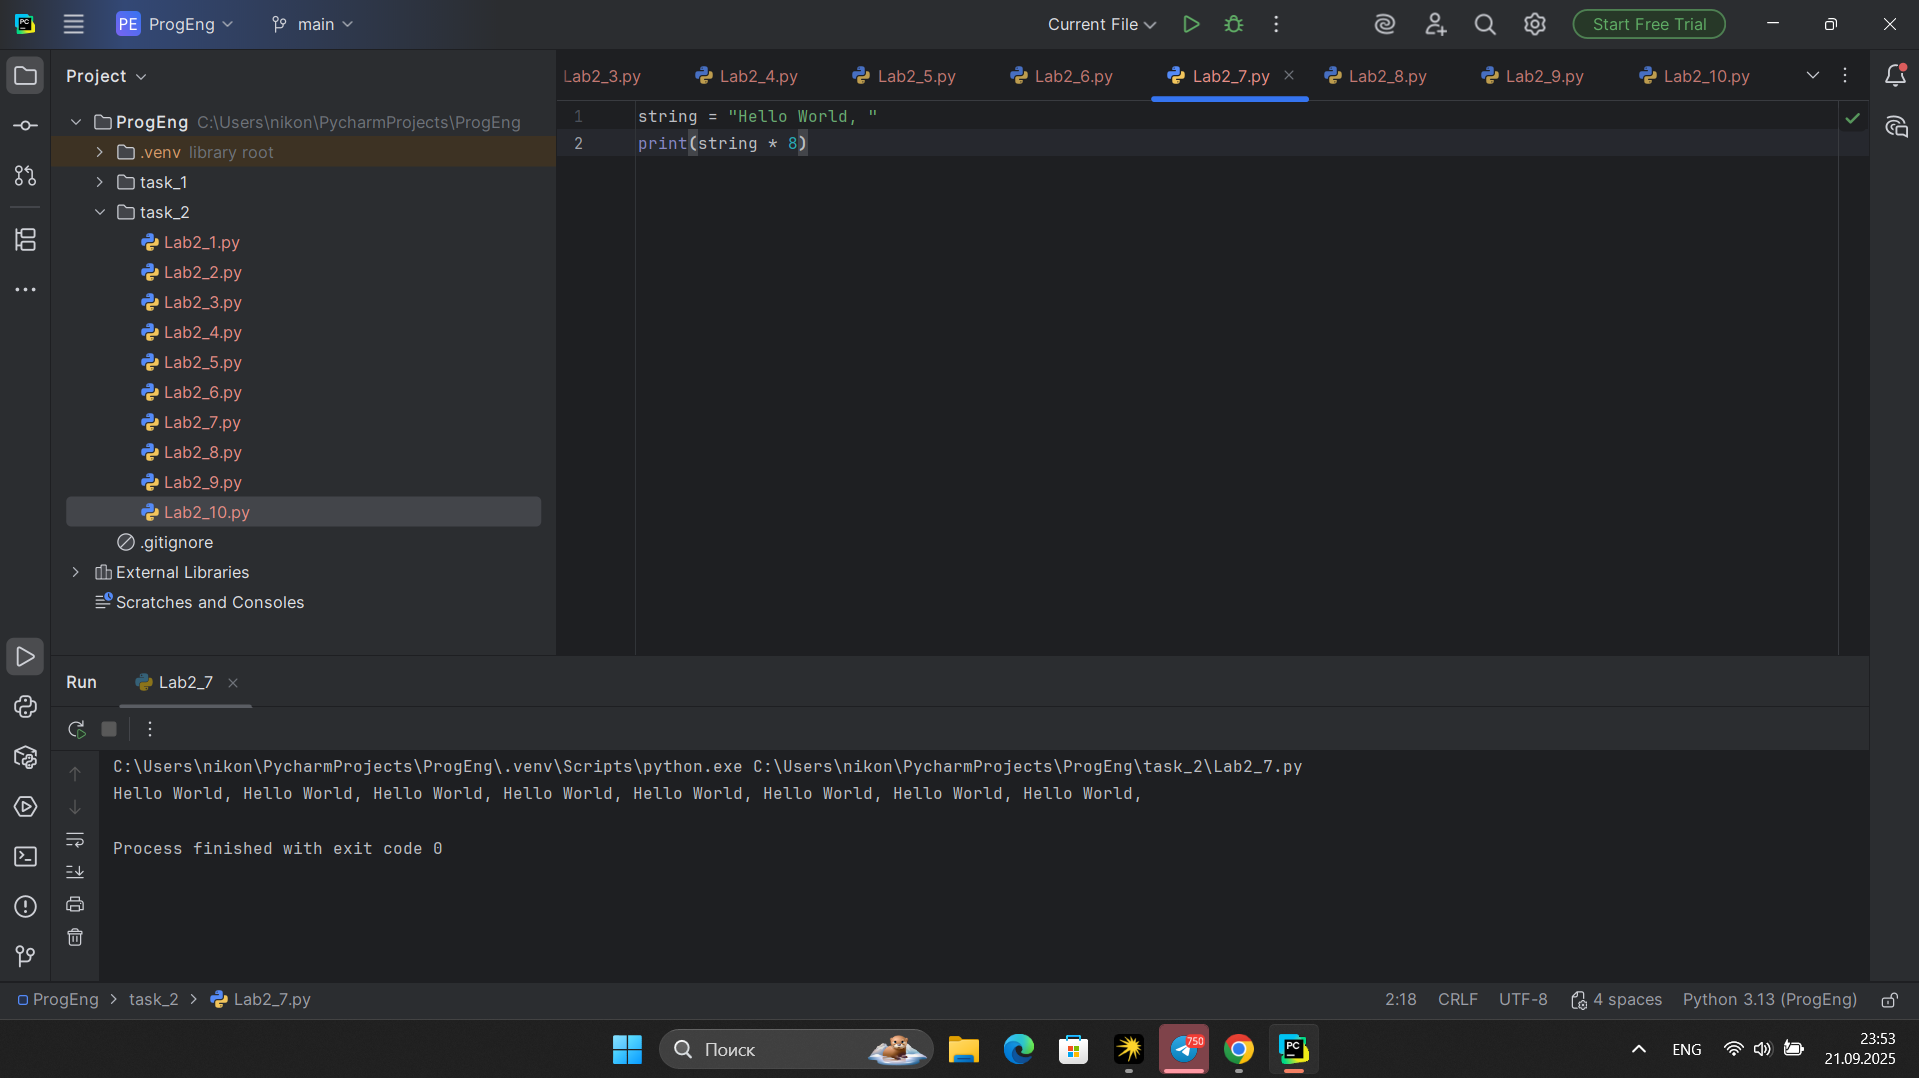 PC
PE ProgEng
main
Current File
Start Free Trial
Project
Lab2_3.py
Lab2_4.py
Lab2_5.py
Lab2_6.py
Lab2_7.py
Lab2_8.py
Lab2_9.py
Lab2_10.py
ProgEng C:\Users\nikon\PycharmProjects\ProgEng
.venv library root
task_1
task_2
Lab2_1.py
Lab2_2.py
Lab2_3.py
Lab2_4.py
Lab2_5.py
Lab2_6.py
Lab2_7.py
Lab2_8.py
Lab2_9.py
Lab2_10.py
.gitignore
External Libraries
Scratches and Consoles
1 string = "Hello World, "
2 print(string * 8)
Run
Lab2_7
C:\Users\nikon\PycharmProjects\ProgEng\.venv\Scripts\python.exe C:\Users\nikon\PycharmProjects\ProgEng\task_2\Lab2_7.py
Hello World, Hello World, Hello World, Hello World, Hello World, Hello World, Hello World, Hello World,
Process finished with exit code 0
ProgEng > task_2 > Lab2_7.py
2:18
CRLF
UTF-8
4 spaces
Python 3.13 (ProgEng)
Поиск
750
PC
ENG
23:53
21.09.2025